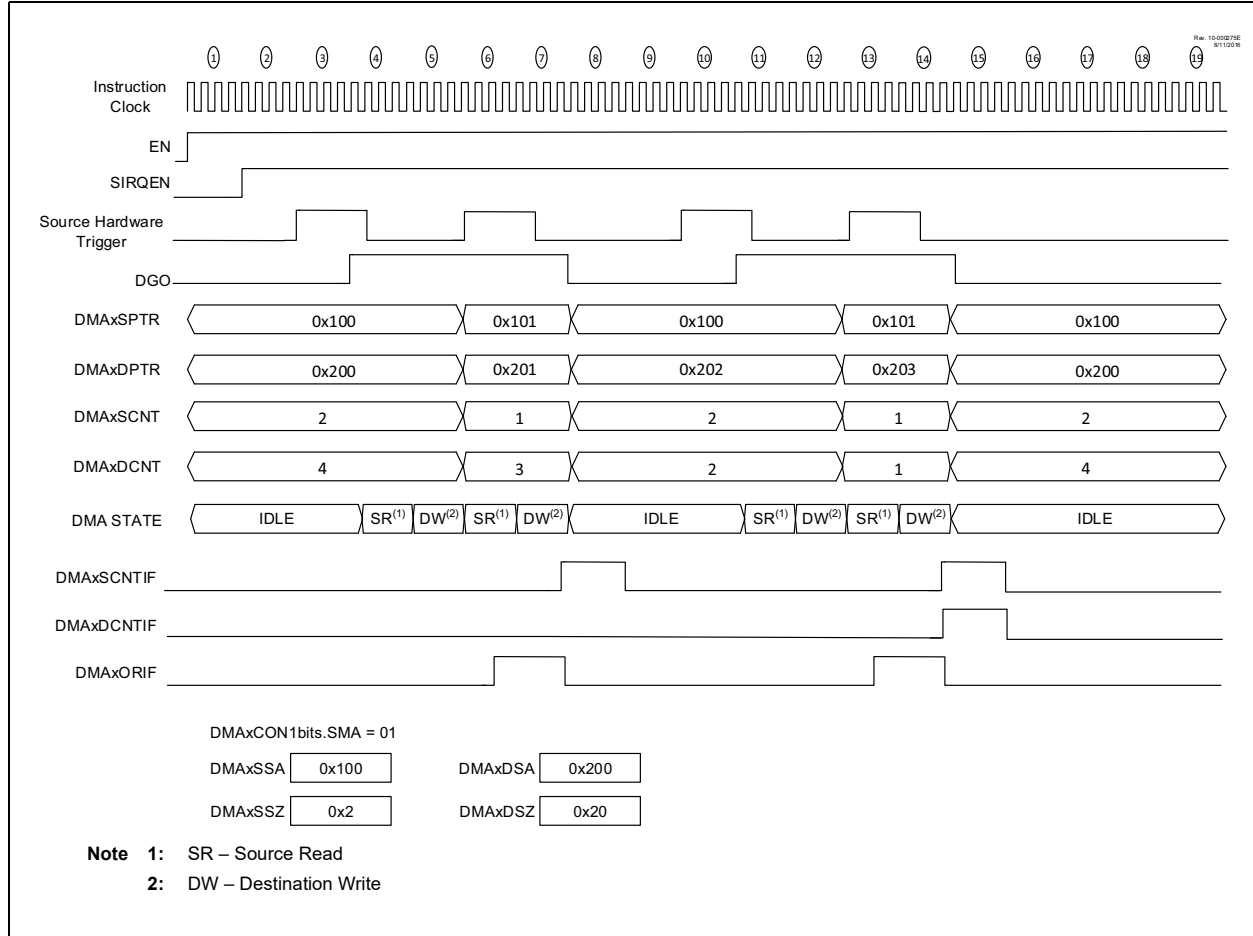 Rev. 10-000275E
8/11/2016
1 2 3 4 5 6 7 8 9 10 11 12 13 14 15 16 17 18 19
Instruction
Clock
EN
SIRQEN
Source Hardware
Trigger
DGO
DMAxSPTR 0x100 0x101 0x100 0x101 0x100
DMAxDPTR 0x200 0x201 0x202 0x203 0x200
DMAxSCNT 2 1 2 1 2
DMAxDCNT 4 3 2 1 4
DMA STATE IDLE SR(1) DW(2) SR(1) DW(2) IDLE SR(1) DW(2) SR(1) DW(2) IDLE
DMAxSCNTIF
DMAxDCNTIF
DMAxORIF
DMAxCON1bits.SMA = 01
DMAxSSA 0x100 DMAxDSA 0x200
DMAxSSZ 0x2 DMAxDSZ 0x20
Note 1: SR – Source Read
2: DW – Destination Write